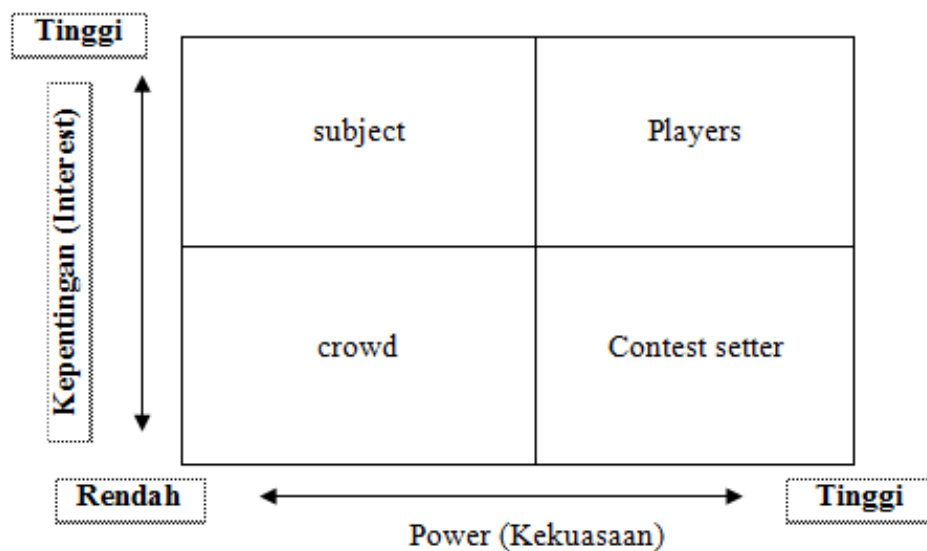 Tinggi
Kepentingan (Interest)
subject
Players
crowd
Contest setter
Rendah
Tinggi
Power (Kekuasaan)